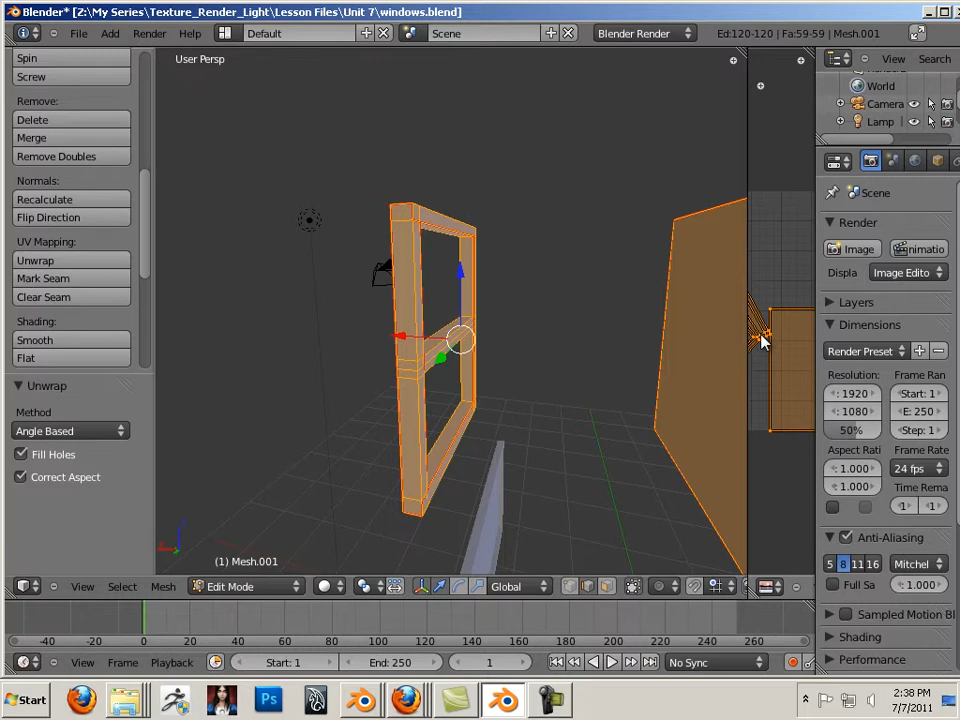 Blender* [Z:\My Series\Texture_Render_Light\Lesson Files\Unit 7\windows.blend]
File Add Render Help Default Scene Blender Render Ed:120-120 | Fa:59-59 | Mesh.001
Spin
Screw
Remove:
Delete
Merge
Remove Doubles
Normals:
Recalculate
Flip Direction
UV Mapping:
Unwrap
Mark Seam
Clear Seam
Shading:
Smooth
Flat
Unwrap
Method
Angle Based
Fill Holes
Correct Aspect
User Persp
(1) Mesh.001
View Select Mesh Edit Mode Global
View Search
World
Camera
Lamp
Scene
Render
Image Animatio
Displa Image Edito
Layers
Dimensions
Render Preset
Resolution: Frame Ran
: 1920 Start: 1
: 1080 E: 250
50% Step: 1
Aspect Rati Frame Rate
: 1.000 24 fps
: 1.000 Time Rema
1 1
Anti-Aliasing
5 8 11 16 Mitchel
Full Sa : 1.000
Sampled Motion Bl
Shading
Performance
-40 -20 0 20 40 60 80 100 120 140 160 180 200 220 240 260
View Frame Playback Start: 1 End: 250 1 No Sync
Start Ps 2:38 PM
7/7/2011